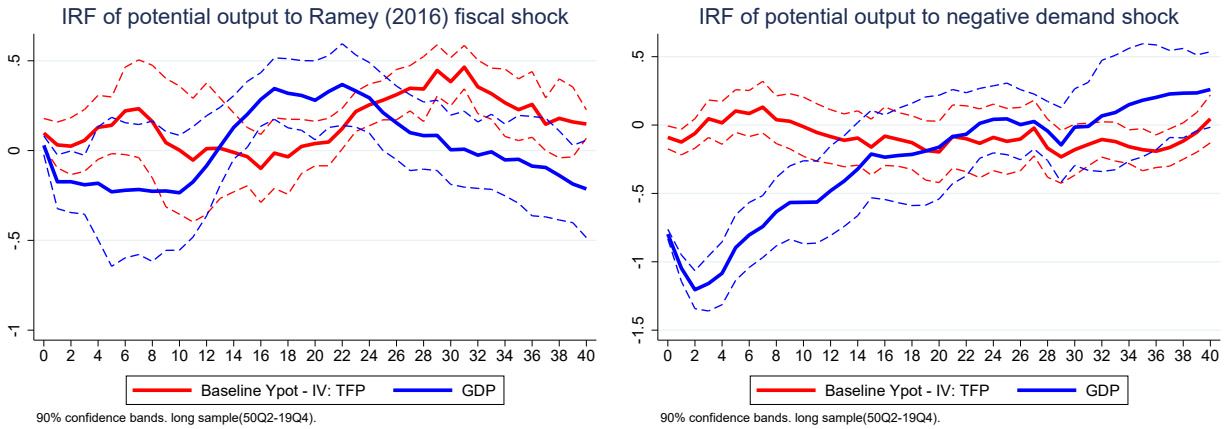 IRF of potential output to Ramey (2016) fiscal shock
.5
0
-.5
-1
0 2 4 6 8 10 12 14 16 18 20 22 24 26 28 30 32 34 36 38 40
Baseline Ypot - IV: TFP GDP
90% confidence bands. long sample(50Q2-19Q4).
IRF of potential output to negative demand shock
.5
0
-.5
-1
-1.5
0 2 4 6 8 10 12 14 16 18 20 22 24 26 28 30 32 34 36 38 40
Baseline Ypot - IV: TFP GDP
90% confidence bands. long sample(50Q2-19Q4).